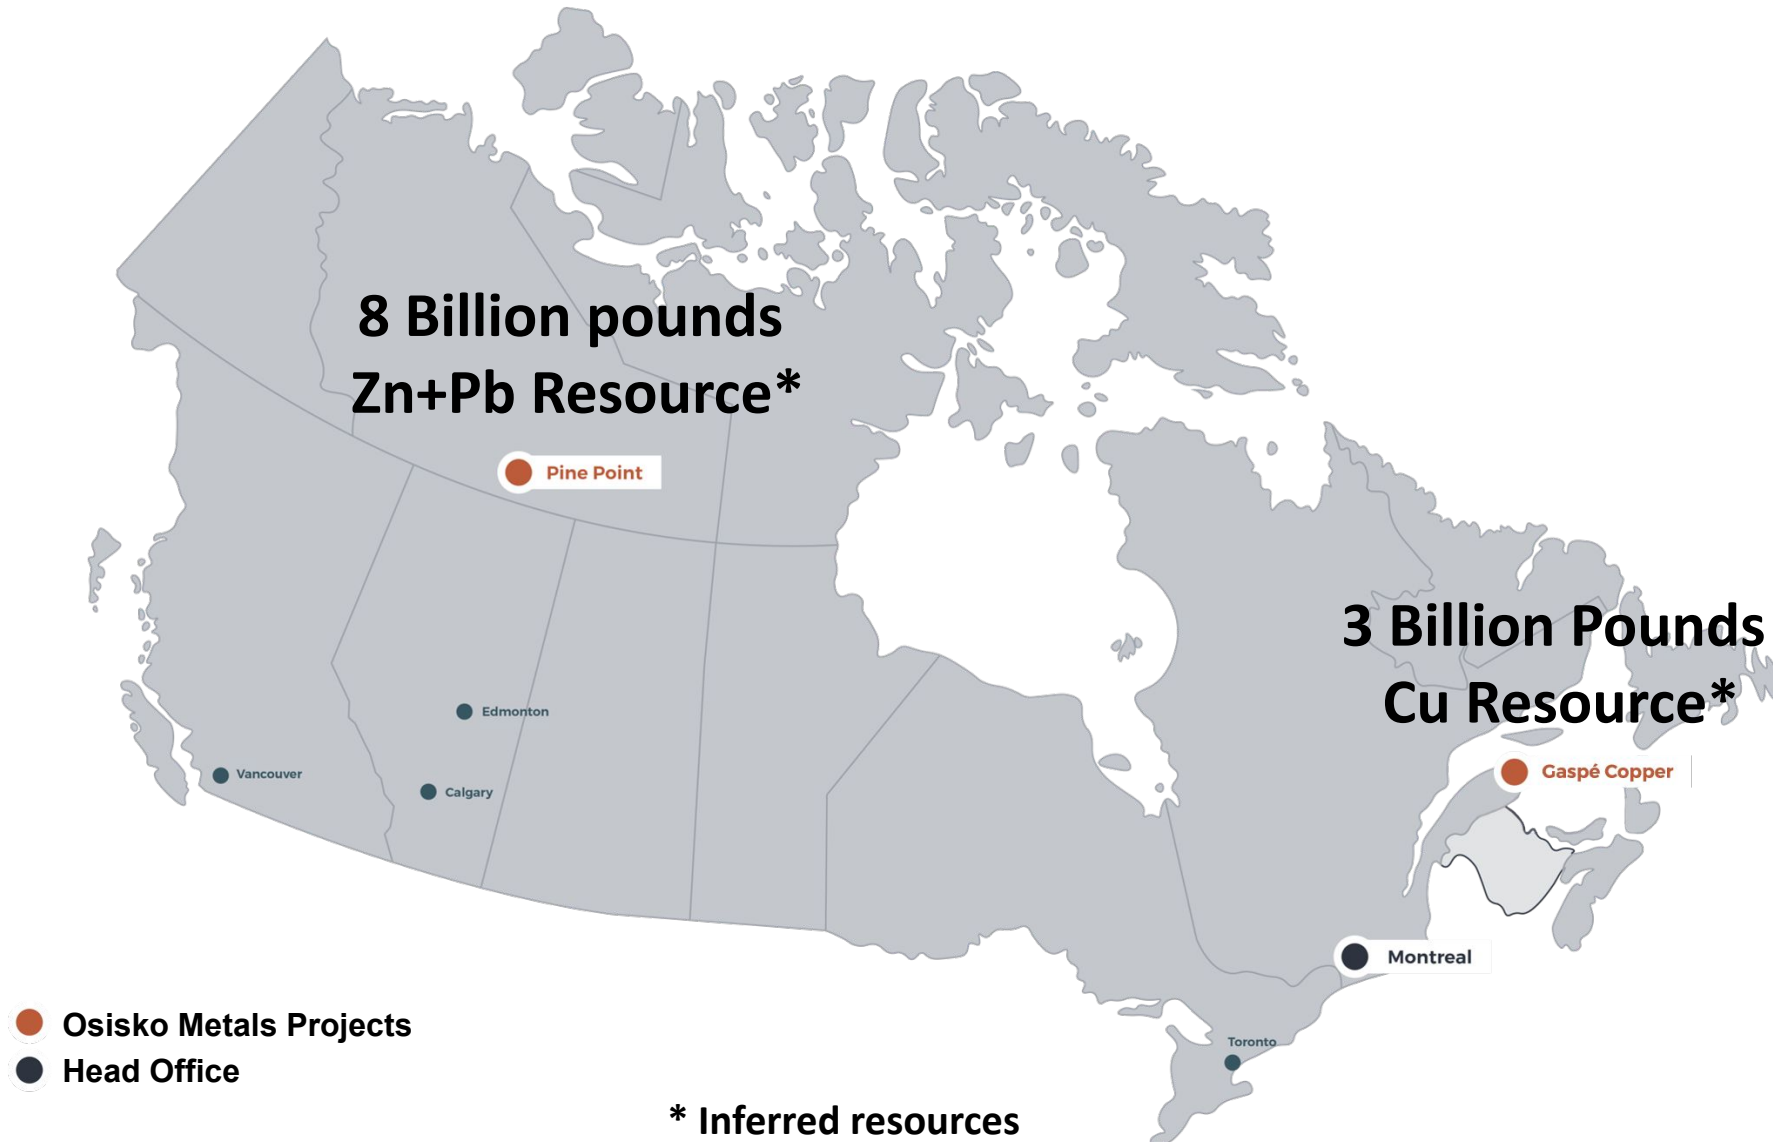 8 Billion pounds
Zn+Pb Resource*
Pine Point
3 Billion Pounds
Cu Resource*
Edmonton
Vancouver
Calgary
Gaspé Copper
Montreal
Osisko Metals Projects
Head Office
Toronto
* Inferred resources